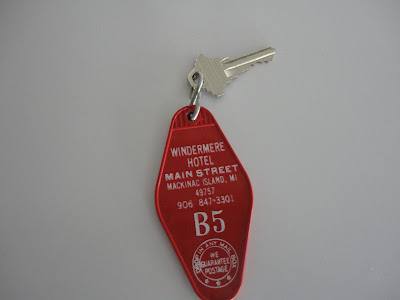 WINDERMERE
HOTEL
MAIN STREET
MACKINAC ISLAND, MI
49757
906 847-3301
B5
DROP IN ANY MAIL BOX
WE
GUARANTEE
POSTAGE